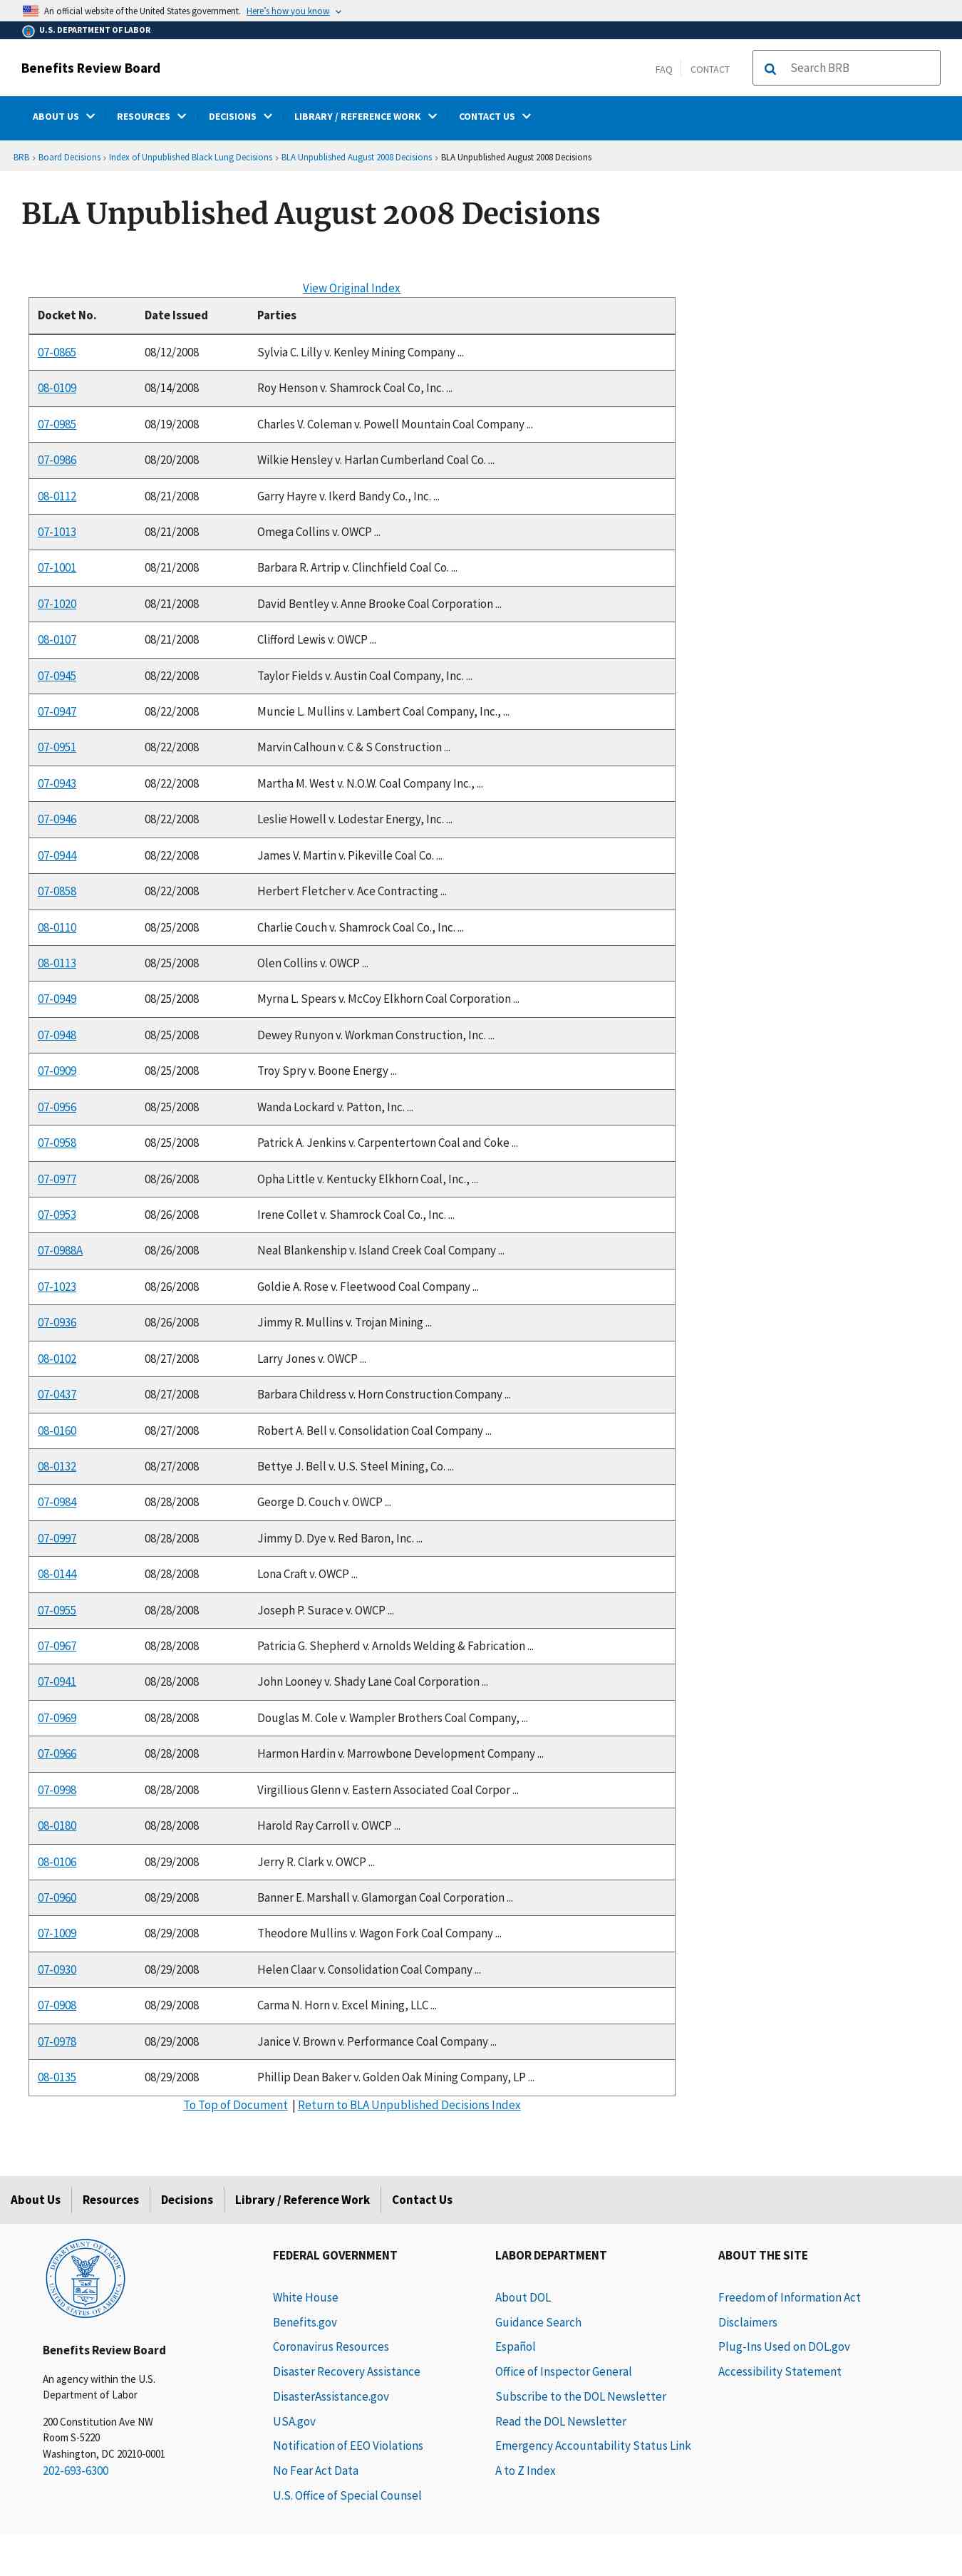 An official website of the United States government. Here's how you know
U.S. DEPARTMENT OF LABOR
Benefits Review Board
FAQ CONTACT Search BRB
ABOUT US RESOURCES DECISIONS LIBRARY / REFERENCE WORK CONTACT US
BRB › Board Decisions › Index of Unpublished Black Lung Decisions › BLA Unpublished August 2008 Decisions › BLA Unpublished August 2008 Decisions
BLA Unpublished August 2008 Decisions
View Original Index
Docket No. Date Issued Parties
07-0865 08/12/2008 Sylvia C. Lilly v. Kenley Mining Company ...
08-0109 08/14/2008 Roy Henson v. Shamrock Coal Co, Inc. ...
07-0985 08/19/2008 Charles V. Coleman v. Powell Mountain Coal Company ...
07-0986 08/20/2008 Wilkie Hensley v. Harlan Cumberland Coal Co. ...
08-0112 08/21/2008 Garry Hayre v. Ikerd Bandy Co., Inc. ...
07-1013 08/21/2008 Omega Collins v. OWCP ...
07-1001 08/21/2008 Barbara R. Artrip v. Clinchfield Coal Co. ...
07-1020 08/21/2008 David Bentley v. Anne Brooke Coal Corporation ...
08-0107 08/21/2008 Clifford Lewis v. OWCP ...
07-0945 08/22/2008 Taylor Fields v. Austin Coal Company, Inc. ...
07-0947 08/22/2008 Muncie L. Mullins v. Lambert Coal Company, Inc., ...
07-0951 08/22/2008 Marvin Calhoun v. C & S Construction ...
07-0943 08/22/2008 Martha M. West v. N.O.W. Coal Company Inc., ...
07-0946 08/22/2008 Leslie Howell v. Lodestar Energy, Inc. ...
07-0944 08/22/2008 James V. Martin v. Pikeville Coal Co. ...
07-0858 08/22/2008 Herbert Fletcher v. Ace Contracting ...
08-0110 08/25/2008 Charlie Couch v. Shamrock Coal Co., Inc. ...
08-0113 08/25/2008 Olen Collins v. OWCP ...
07-0949 08/25/2008 Myrna L. Spears v. McCoy Elkhorn Coal Corporation ...
07-0948 08/25/2008 Dewey Runyon v. Workman Construction, Inc. ...
07-0909 08/25/2008 Troy Spry v. Boone Energy ...
07-0956 08/25/2008 Wanda Lockard v. Patton, Inc. ...
07-0958 08/25/2008 Patrick A. Jenkins v. Carpentertown Coal and Coke ...
07-0977 08/26/2008 Opha Little v. Kentucky Elkhorn Coal, Inc., ...
07-0953 08/26/2008 Irene Collet v. Shamrock Coal Co., Inc. ...
07-0988A 08/26/2008 Neal Blankenship v. Island Creek Coal Company ...
07-1023 08/26/2008 Goldie A. Rose v. Fleetwood Coal Company ...
07-0936 08/26/2008 Jimmy R. Mullins v. Trojan Mining ...
08-0102 08/27/2008 Larry Jones v. OWCP ...
07-0437 08/27/2008 Barbara Childress v. Horn Construction Company ...
08-0160 08/27/2008 Robert A. Bell v. Consolidation Coal Company ...
08-0132 08/27/2008 Bettye J. Bell v. U.S. Steel Mining, Co. ...
07-0984 08/28/2008 George D. Couch v. OWCP ...
07-0997 08/28/2008 Jimmy D. Dye v. Red Baron, Inc. ...
08-0144 08/28/2008 Lona Craft v. OWCP ...
07-0955 08/28/2008 Joseph P. Surace v. OWCP ...
07-0967 08/28/2008 Patricia G. Shepherd v. Arnolds Welding & Fabrication ...
07-0941 08/28/2008 John Looney v. Shady Lane Coal Corporation ...
07-0969 08/28/2008 Douglas M. Cole v. Wampler Brothers Coal Company, ...
07-0966 08/28/2008 Harmon Hardin v. Marrowbone Development Company ...
07-0998 08/28/2008 Virgillious Glenn v. Eastern Associated Coal Corpor ...
08-0180 08/28/2008 Harold Ray Carroll v. OWCP ...
08-0106 08/29/2008 Jerry R. Clark v. OWCP ...
07-0960 08/29/2008 Banner E. Marshall v. Glamorgan Coal Corporation ...
07-1009 08/29/2008 Theodore Mullins v. Wagon Fork Coal Company ...
07-0930 08/29/2008 Helen Claar v. Consolidation Coal Company ...
07-0908 08/29/2008 Carma N. Horn v. Excel Mining, LLC ...
07-0978 08/29/2008 Janice V. Brown v. Performance Coal Company ...
08-0135 08/29/2008 Phillip Dean Baker v. Golden Oak Mining Company, LP ...
To Top of Document | Return to BLA Unpublished Decisions Index
About Us Resources Decisions Library / Reference Work Contact Us
DEPARTMENT OF LABOR
UNITED STATES OF AMERICA
Benefits Review Board
An agency within the U.S.
Department of Labor
200 Constitution Ave NW
Room S-5220
Washington, DC 20210-0001
202-693-6300
FEDERAL GOVERNMENT
White House
Benefits.gov
Coronavirus Resources
Disaster Recovery Assistance
DisasterAssistance.gov
USA.gov
Notification of EEO Violations
No Fear Act Data
U.S. Office of Special Counsel
LABOR DEPARTMENT
About DOL
Guidance Search
Español
Office of Inspector General
Subscribe to the DOL Newsletter
Read the DOL Newsletter
Emergency Accountability Status Link
A to Z Index
ABOUT THE SITE
Freedom of Information Act
Disclaimers
Plug-Ins Used on DOL.gov
Accessibility Statement